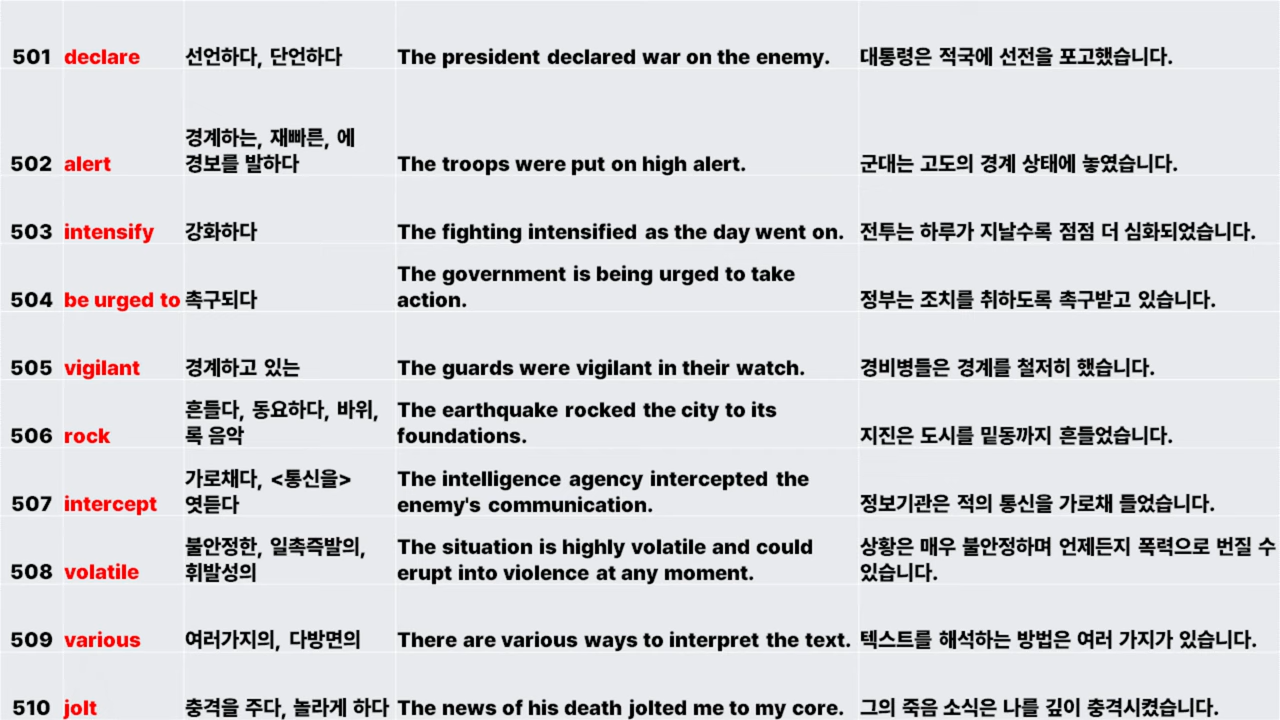 501 declare 선언하다, 단언하다 The president declared war on the enemy. 대통령은 적국에 선전을 포고했습니다.
경계하는, 재빠른, 에
502 alert 경보를 발하다 The troops were put on high alert. 군대는 고도의 경계 상태에 놓였습니다.
503 intensify 강화하다 The fighting intensified as the day went on. 전투는 하루가 지날수록 점점 더 심화되었습니다.
The government is being urged to take
504 be urged to 촉구되다 action. 정부는 조치를 취하도록 촉구받고 있습니다.
505 vigilant 경계하고 있는 The guards were vigilant in their watch. 경비병들은 경계를 철저히 했습니다.
흔들다, 동요하다, 바위, The earthquake rocked the city to its
506 rock 록 음악 foundations. 지진은 도시를 밑동까지 흔들었습니다.
가로채다, <통신을> The intelligence agency intercepted the
507 intercept 엿듣다 enemy's communication. 정보기관은 적의 통신을 가로채 들었습니다.
불안정한, 일촉즉발의, The situation is highly volatile and could 상황은 매우 불안정하며 언제든지 폭력으로 번질 수
508 volatile 휘발성의 erupt into violence at any moment. 있습니다.
509 various 여러가지의, 다방면의 There are various ways to interpret the text. 텍스트를 해석하는 방법은 여러 가지가 있습니다.
510 jolt 충격을 주다, 놀라게 하다 The news of his death jolted me to my core. 그의 죽음 소식은 나를 깊이 충격시켰습니다.